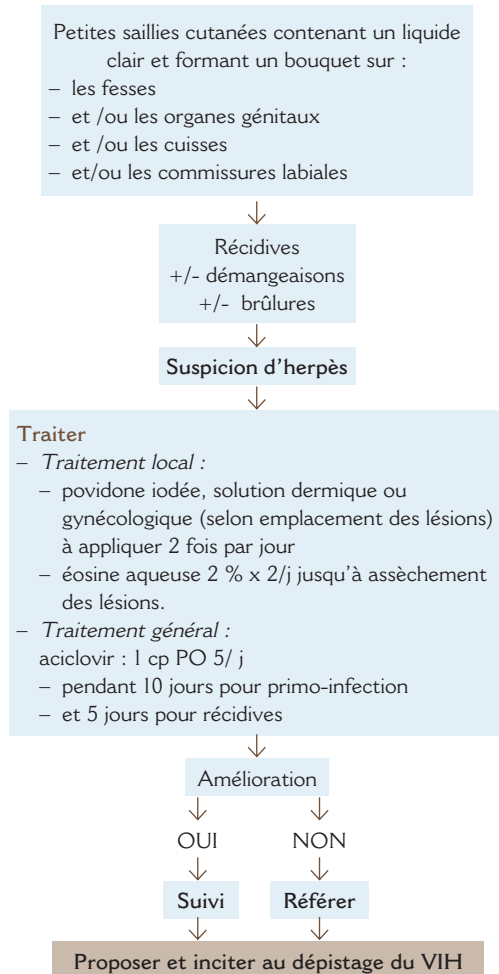 Petites saillies cutanées contenant un liquide
clair et formant un bouquet sur :
– les fesses
– et /ou les organes génitaux
– et/ou les cuisses
– et/ou les commissures labiales
Récidives
+/- démangeaisons
+/- brûlures
Suspicion d'herpès
Traiter
– Traitement local :
– povidone iodée, solution dermique ou
gynécologique (selon emplacement des lésions)
à appliquer 2 fois par jour
– éosine aqueuse 2 % x 2/j jusqu'à assèchement
des lésions.
– Traitement général :
aciclovir : 1 cp PO 5/ j
– pendant 10 jours pour primo-infection
– et 5 jours pour récidives
Amélioration
OUI NON
Suivi Référer
Proposer et inciter au dépistage du VIH